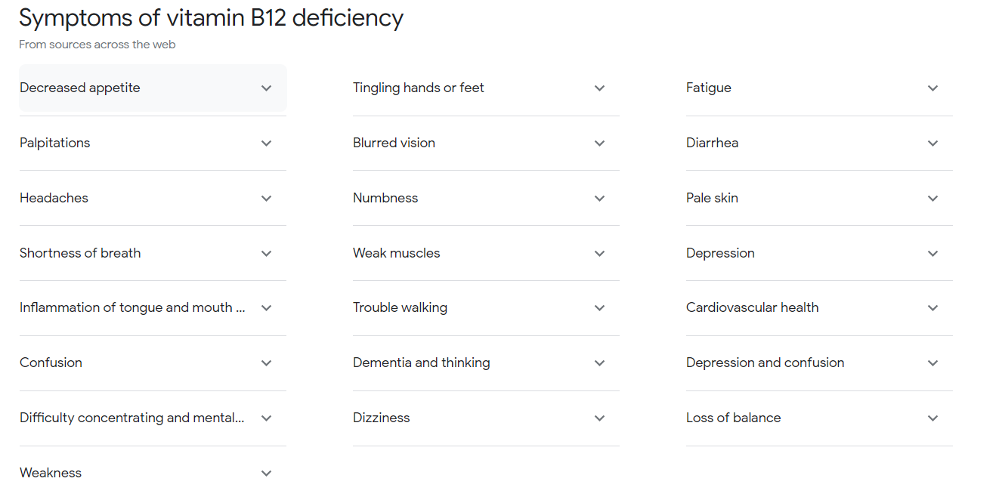 Symptoms of vitamin B12 deficiency
From sources across the web
Decreased appetite
Tingling hands or feet
Fatigue
Palpitations
Blurred vision
Diarrhea
Headaches
Numbness
Pale skin
Shortness of breath
Weak muscles
Depression
Inflammation of tongue and mouth ...
Trouble walking
Cardiovascular health
Confusion
Dementia and thinking
Depression and confusion
Difficulty concentrating and mental...
Dizziness
Loss of balance
Weakness